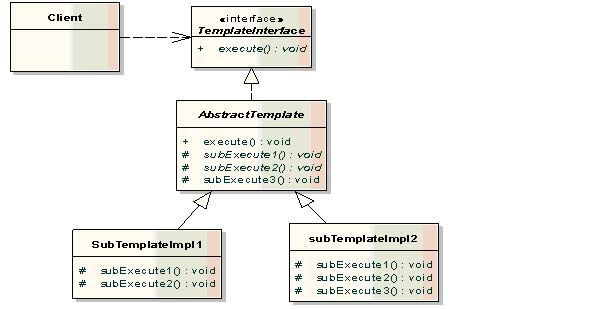 Client
«interface»
TemplateInterface
+ execute() : void
AbstractTemplate
+ execute() : void
# subExecute1() : void
# subExecute2() : void
# subExecute3() : void
SubTemplateImpl1
# subExecute1() : void
# subExecute2() : void
subTemplateImpl2
# subExecute1() : void
# subExecute2() : void
# subExecute3() : void